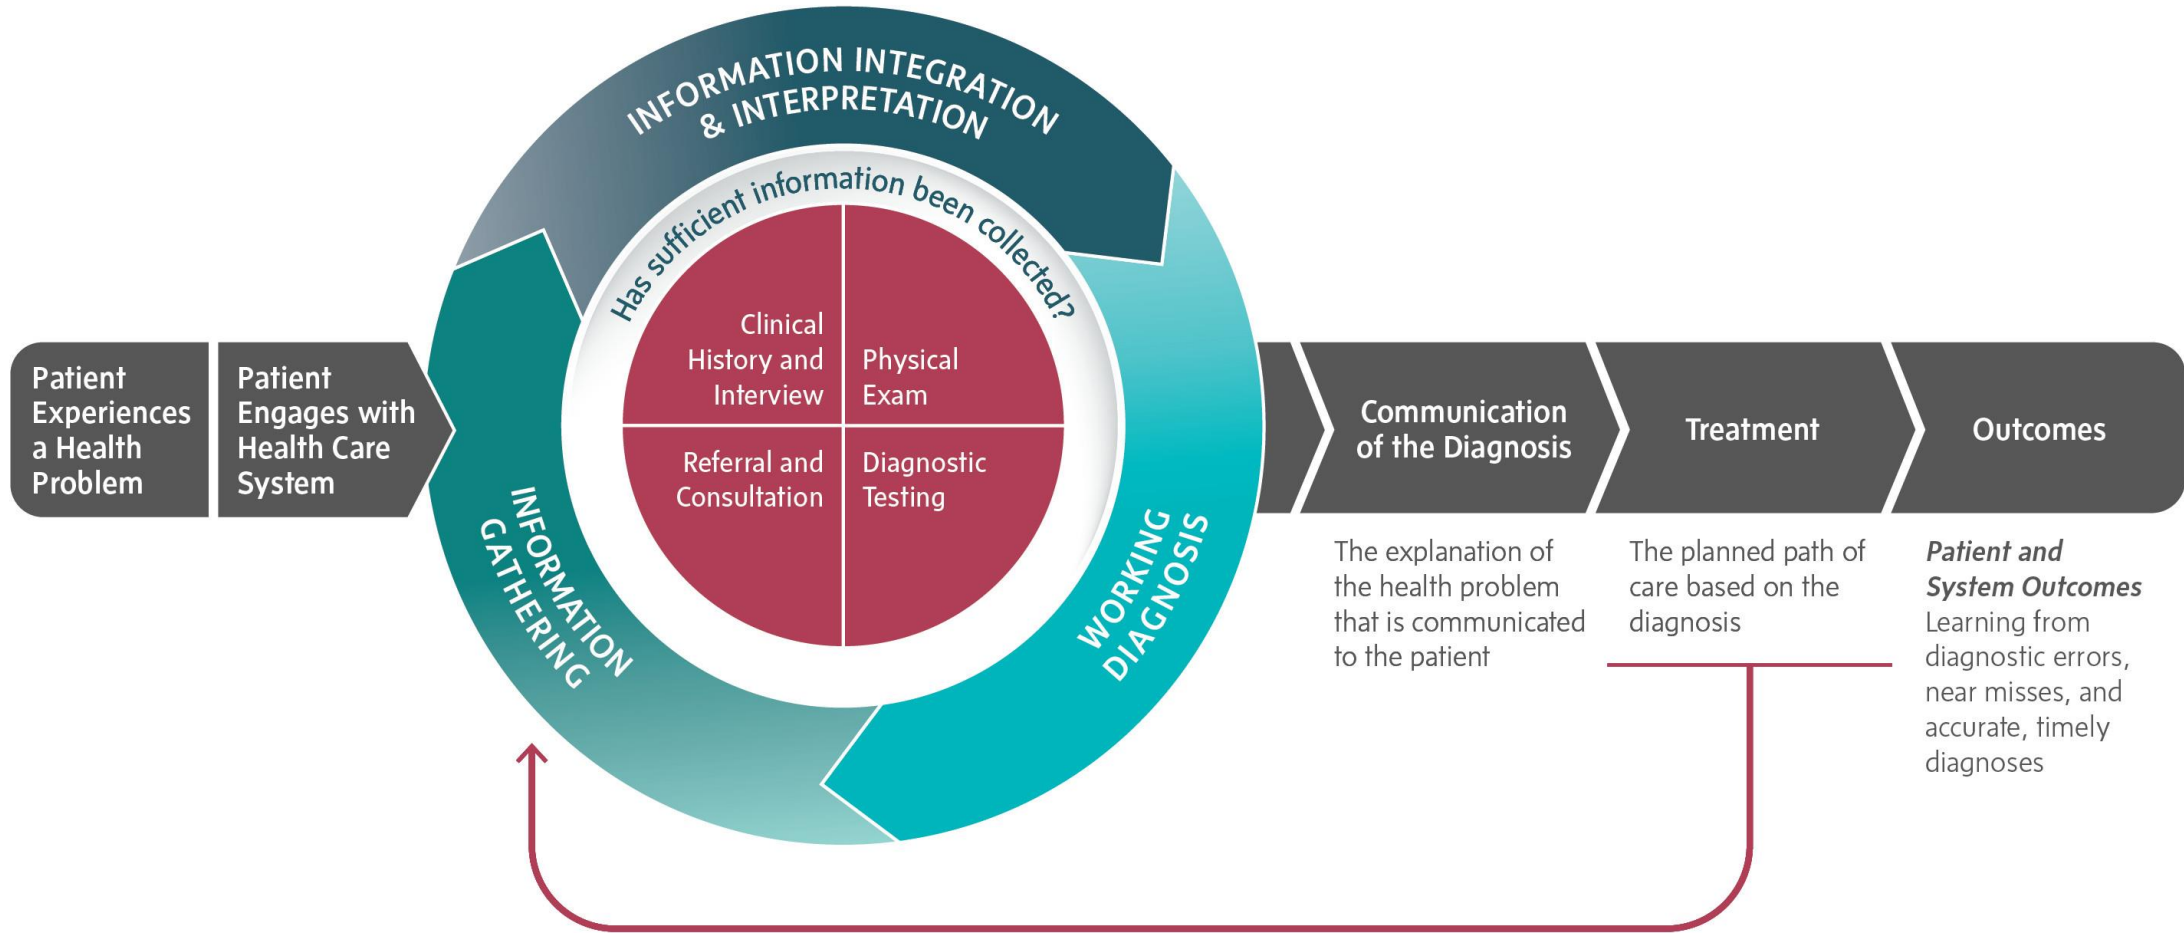 Patient
Experiences
a Health
Problem
Patient
Engages with
Health Care
System
INFORMATION INTEGRATION
& INTERPRETATION
Has sufficient information been collected?
Clinical
History and
Interview
Physical
Exam
Referral and
Consultation
Diagnostic
Testing
INFORMATION
GATHERING
WORKING
DIAGNOSIS
Communication
of the Diagnosis
The explanation of
the health problem
that is communicated
to the patient
Treatment
The planned path of
care based on the
diagnosis
Outcomes
Patient and
System Outcomes
Learning from
diagnostic errors,
near misses, and
accurate, timely
diagnoses